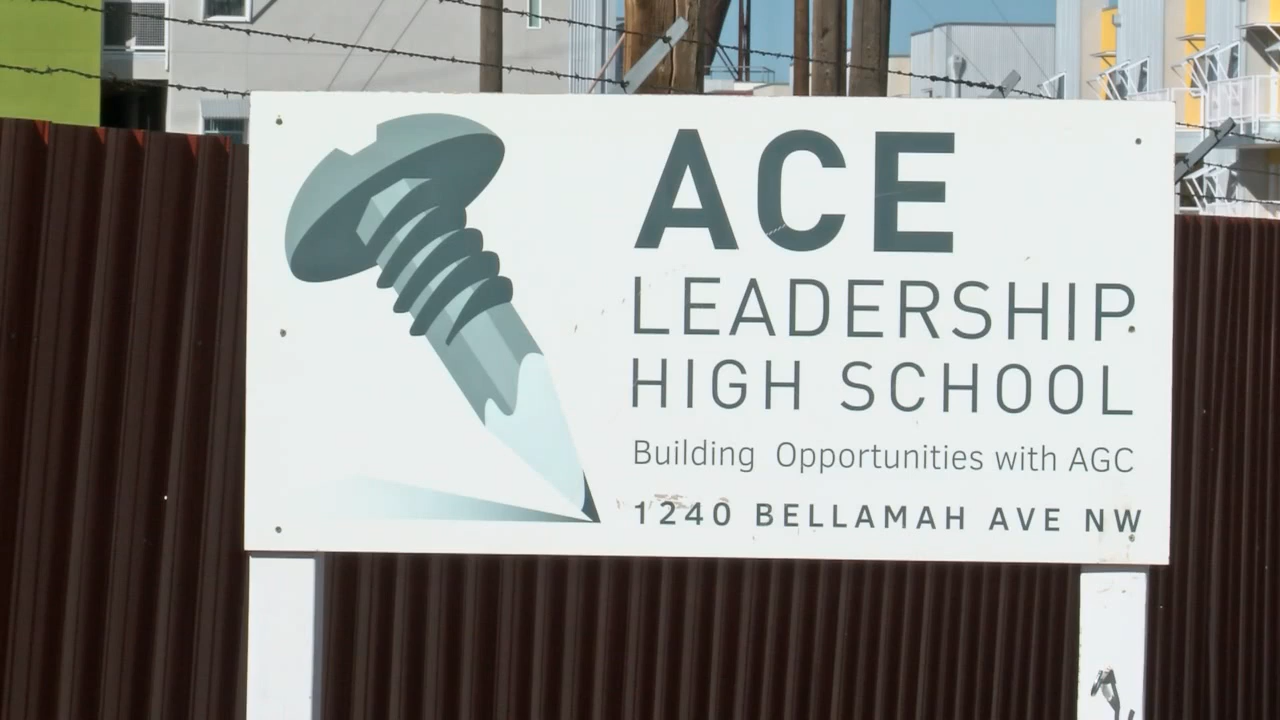 ACE
LEADERSHIP
HIGH SCHOOL
Building Opportunities with AGC
1240 BELLAMAH AVE NW